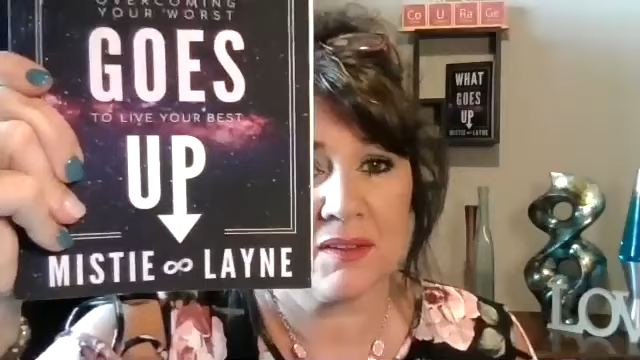 OVERCOMING
YOUR WORST
GOES
TO LIVE YOUR BEST
UP
MISTIE ∞ LAYNE
Co U Ra Ge
WHAT
GOES
UP
MISTIE ∞ LAYNE
LOV